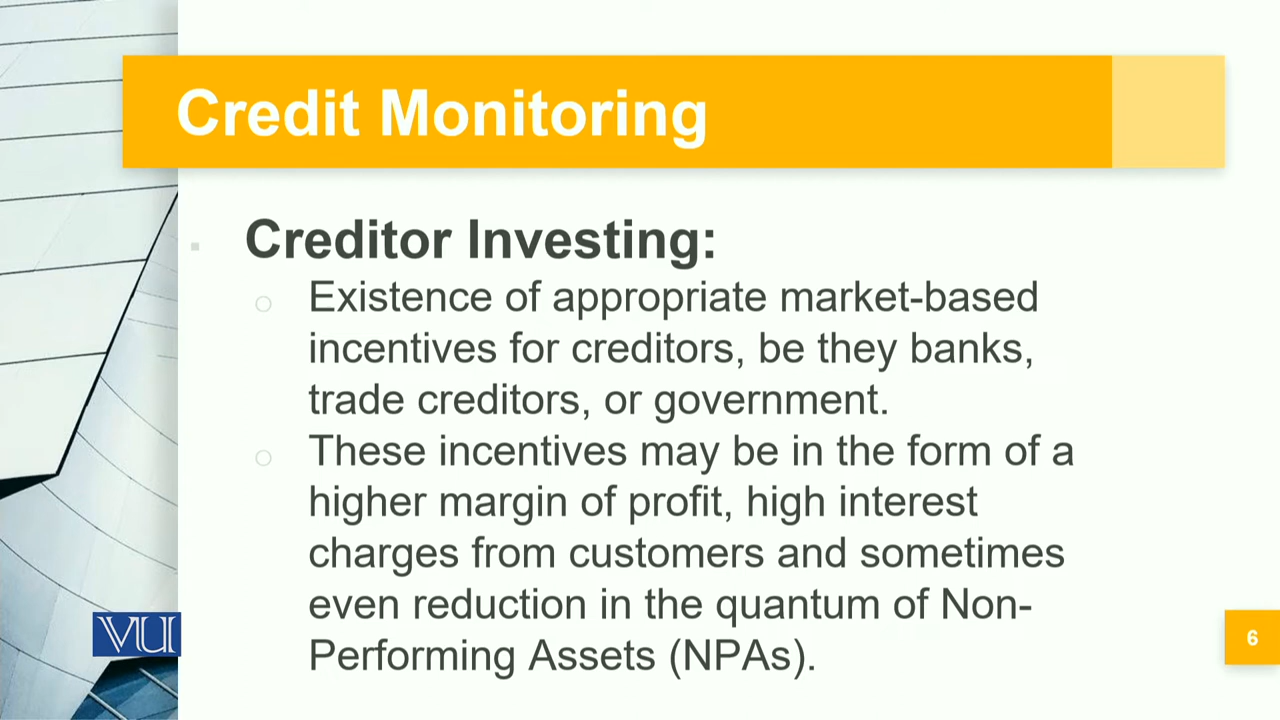 Credit Monitoring
Creditor Investing:
Existence of appropriate market-based
incentives for creditors, be they banks,
trade creditors, or government.
These incentives may be in the form of a
higher margin of profit, high interest
charges from customers and sometimes
even reduction in the quantum of Non-
Performing Assets (NPAs).
VU
6